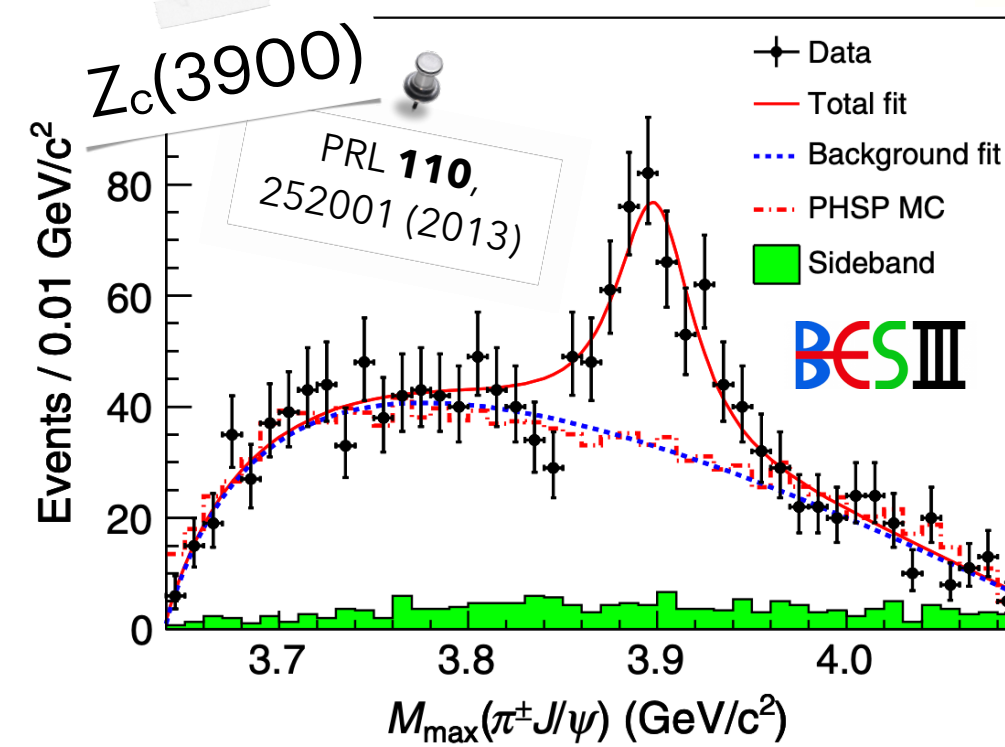 Zc(3900)
PRL 110,
252001 (2013)
Data
Total fit
Background fit
PHSP MC
Sideband
BESIII
Events / 0.01 GeV/c²
80
60
40
20
0
3.7 3.8 3.9 4.0
Mmax(π±J/ψ) (GeV/c²)